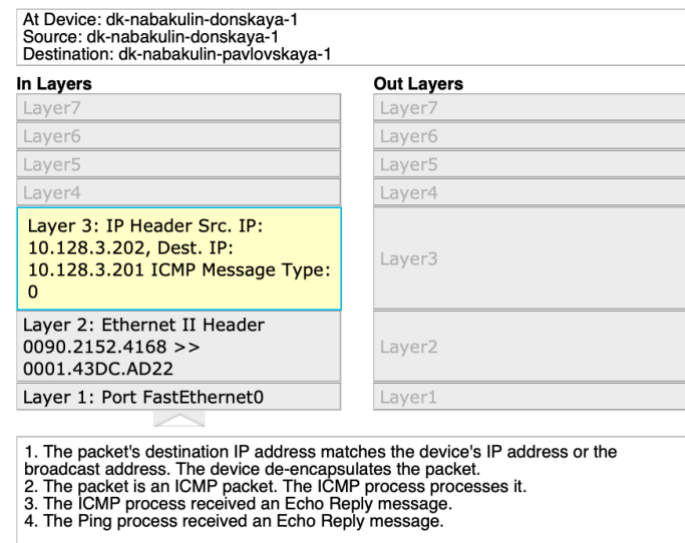 At Device: dk-nabakulin-donskaya-1
Source: dk-nabakulin-donskaya-1
Destination: dk-nabakulin-pavlovskaya-1
In Layers
Layer7
Layer6
Layer5
Layer4
Layer 3: IP Header Src. IP:
10.128.3.202, Dest. IP:
10.128.3.201 ICMP Message Type:
0
Layer 2: Ethernet II Header
0090.2152.4168 >>
0001.43DC.AD22
Layer 1: Port FastEthernet0
Out Layers
Layer7
Layer6
Layer5
Layer4
Layer3
Layer2
Layer1
1. The packet's destination IP address matches the device's IP address or the
broadcast address. The device de-encapsulates the packet.
2. The packet is an ICMP packet. The ICMP process processes it.
3. The ICMP process received an Echo Reply message.
4. The Ping process received an Echo Reply message.